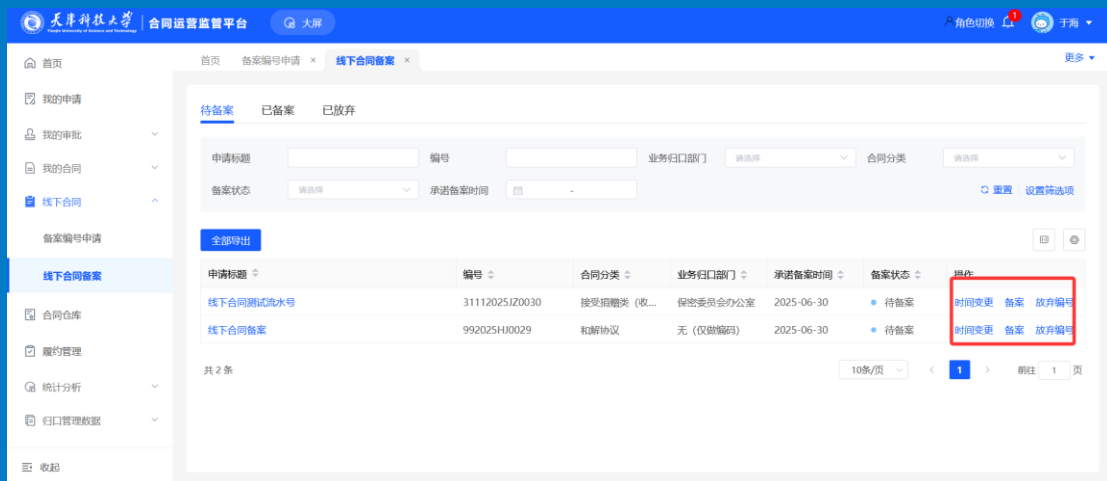 天津科技大学 合同运营监管平台 大屏 角色切换 1 于海
Tianjin University of Science and Technology
首页 首页 备案编号申请 × 线下合同备案 × 更多
我的申请
我的审批
我的合同
线下合同
备案编号申请
线下合同备案
合同仓库
履约管理
统计分析
归口管理数据
收起
待备案 已备案 已放弃
申请标题 编号 业务归口部门 请选择 合同分类 请选择
备案状态 请选择 承诺备案时间 - 重置 设置筛选项
全部导出
申请标题 编号 合同分类 业务归口部门 承诺备案时间 备案状态 操作
线下合同测试流水号 31112025JZ0030 接受捐赠类（收... 保密委员会办公室 2025-06-30 待备案 时间变更 备案 放弃编号
线下合同备案 992025HJ0029 和解协议 无（仅做编码） 2025-06-30 待备案 时间变更 备案 放弃编号
共 2 条 10条/页 < 1 > 前往 1 页